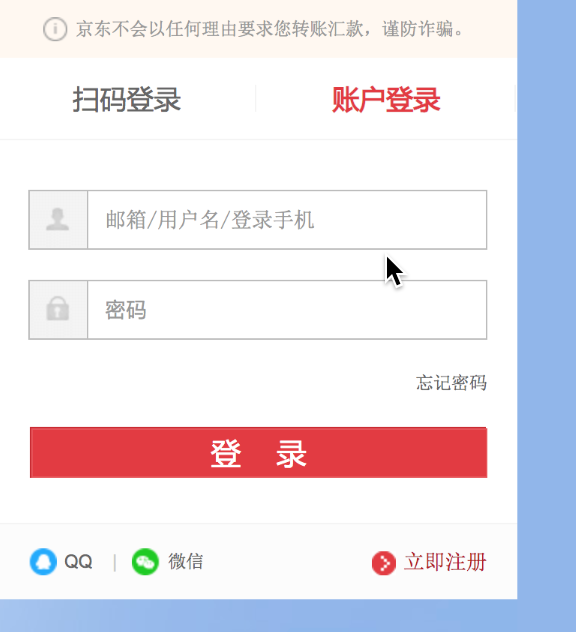 京东不会以任何理由要求您转账汇款，谨防诈骗。
扫码登录 账户登录
邮箱/用户名/登录手机
密码
忘记密码
登 录
QQ | 微信 立即注册